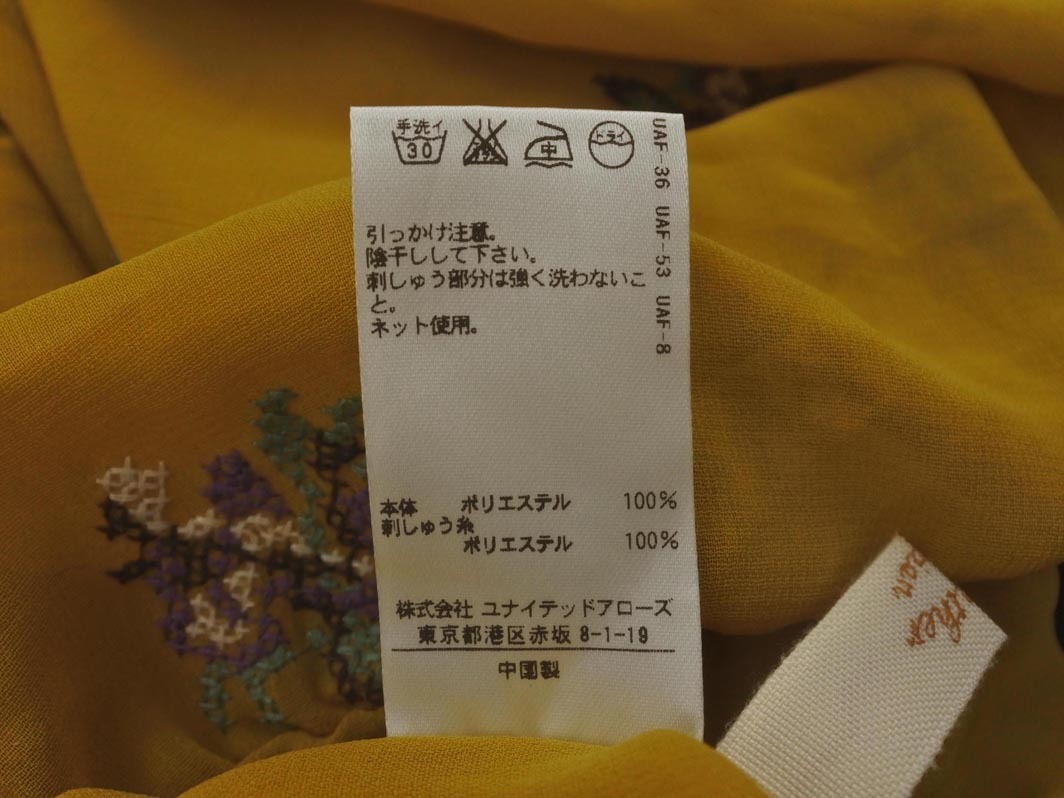 手洗イ
30
中
ドライ
UAF-36 UAF-53 UAF-8
引っかけ注意。
陰干しして下さい。
刺しゅう部分は強く洗わないこ
と。
ネット使用。
本体 ポリエステル 100%
刺しゅう糸
ポリエステル 100%
株式会社 ユナイテッドアローズ
東京都港区赤坂 8-1-19
中国製